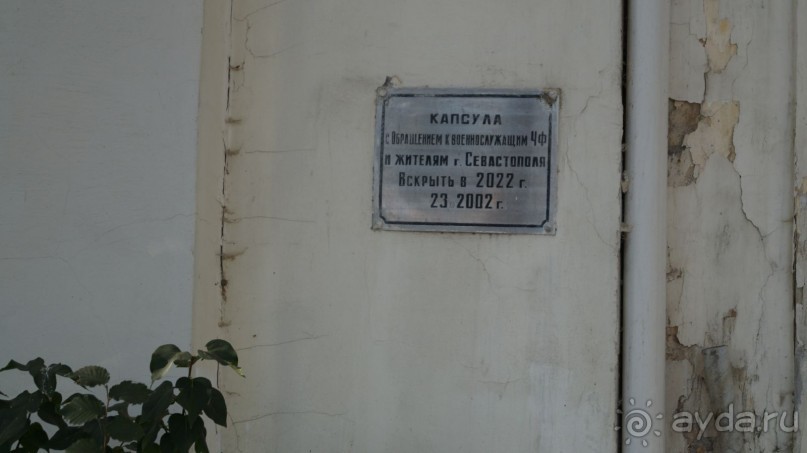 КАПСУЛА
с Обращением к военнослужащим ЧФ
и жителям г. Севастополя
Вскрыть в 2022 г.
23. 2002 г.
ayda.ru